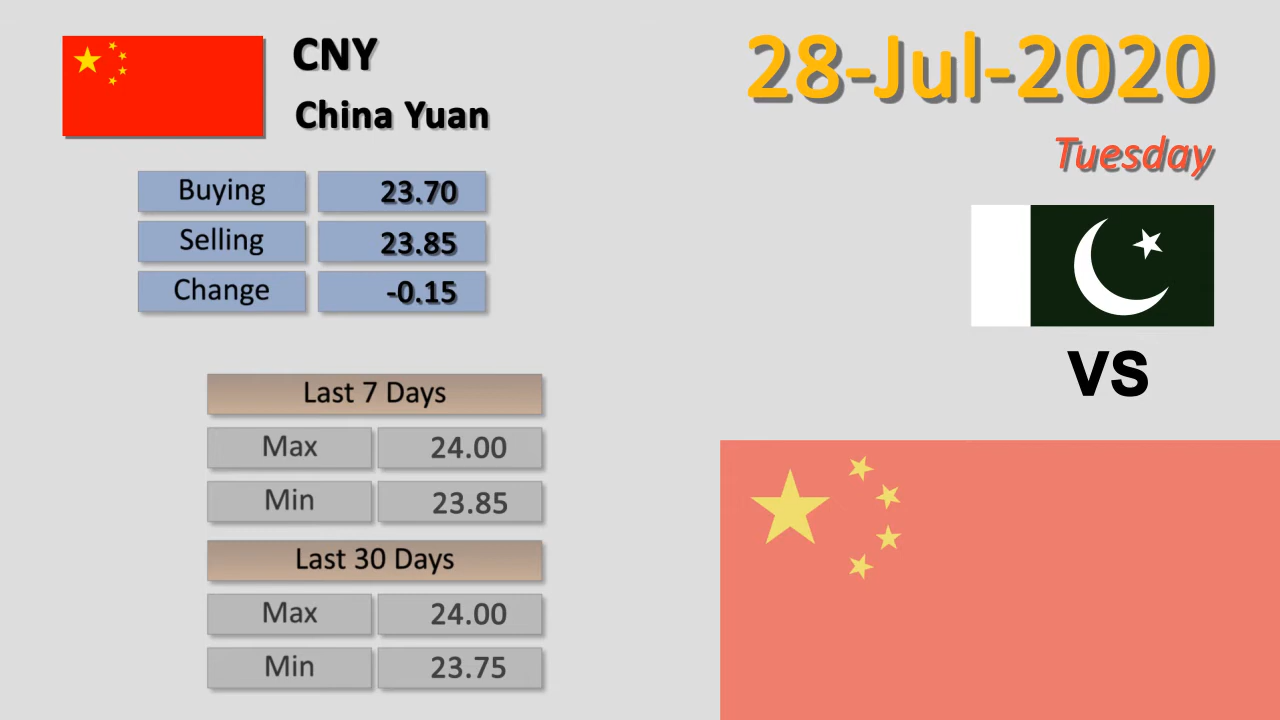 CNY
China Yuan
28-Jul-2020
Tuesday
Buying 23.70
Selling 23.85
Change -0.15
VS
Last 7 Days
Max 24.00
Min 23.85
Last 30 Days
Max 24.00
Min 23.75